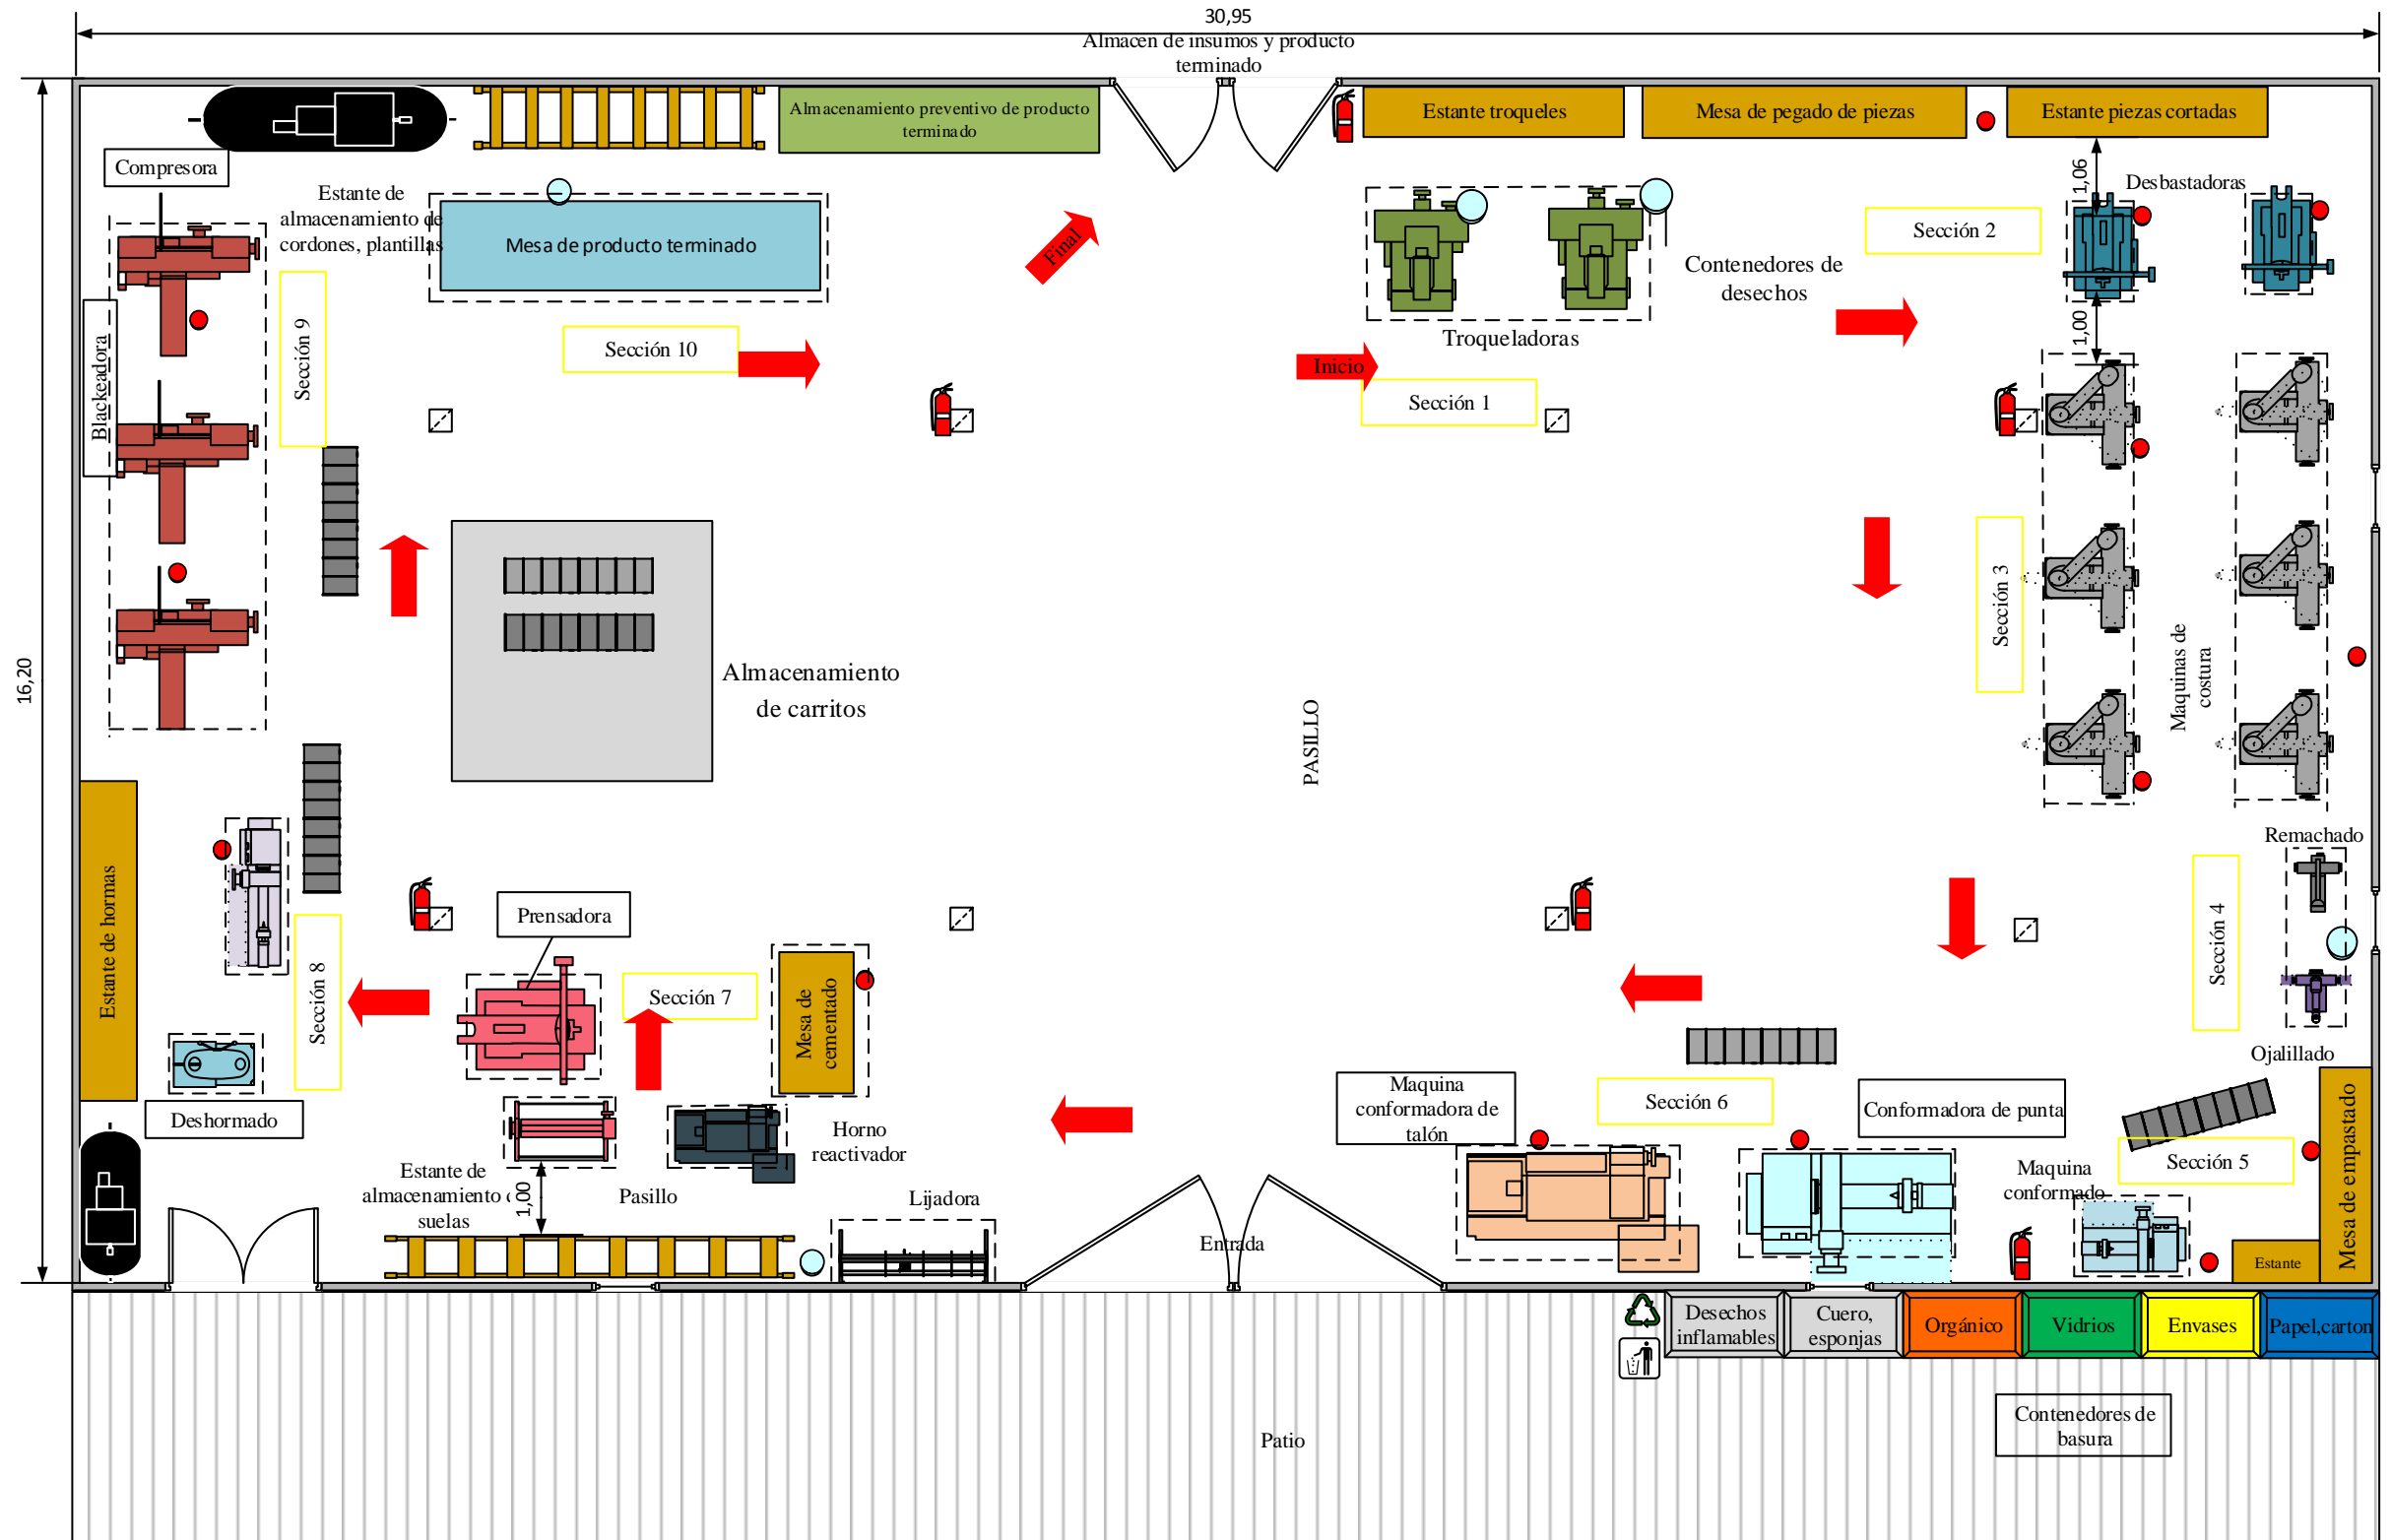 30,95
Almacen de insumos y producto
terminado
16,20
Almacenamiento preventivo de producto
terminado
Estante troqueles
Mesa de pegado de piezas
Estante piezas cortadas
Compresora
Estante de
almacenamiento de
cordones, plantillas
Mesa de producto terminado
Final
1,06
Desbastadoras
Sección 2
Contenedores de
desechos
Troqueladoras
1,00
Blackeadora
Sección 9
Sección 10
Inicio
Sección 1
Sección 3
Maquinas de
costura
Almacenamiento
de carritos
PASILLO
Remachado
Estante de hormas
Prensadora
Sección 8
Sección 7
Mesa de
cementado
Sección 4
Ojalillado
Deshormado
Horno
reactivador
Maquina
conformadora de
talón
Sección 6
Conformadora de punta
Sección 5
Mesa de empastado
Estante de
almacenamiento
suelas
1,00
Pasillo
Lijadora
Maquina
conformado
Entrada
Estante
Desechos
inflamables
Cuero,
esponjas
Orgánico
Vidrios
Envases
Papel,carton
Contenedores de
basura
Patio